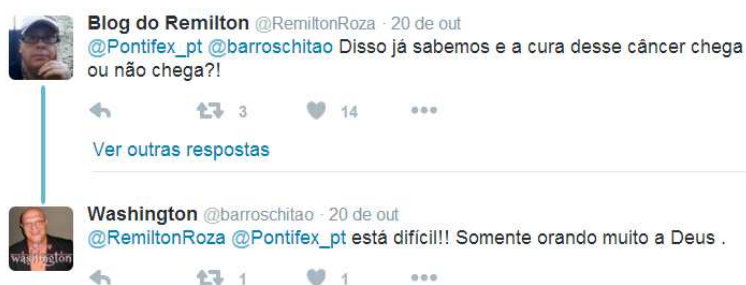 Blog do Remilton @RemiltonRoza · 20 de out
@Pontifex_pt @barroschitao Disso já sabemos e a cura desse câncer chega
ou não chega?!
3 14
Ver outras respostas
Washington @barroschitao · 20 de out
@RemiltonRoza @Pontifex_pt está difícil!! Somente orando muito a Deus .
washington
1 1